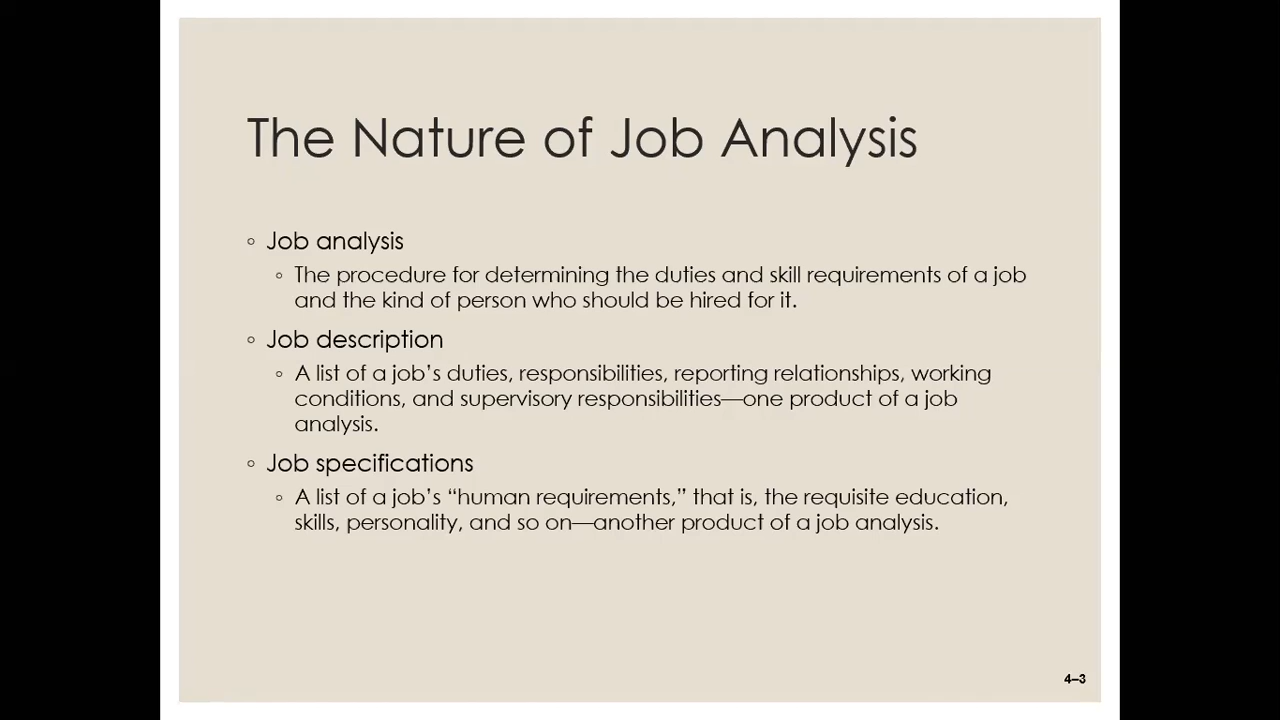 The Nature of Job Analysis
◦ Job analysis
◦ The procedure for determining the duties and skill requirements of a job
and the kind of person who should be hired for it.
◦ Job description
◦ A list of a job’s duties, responsibilities, reporting relationships, working
conditions, and supervisory responsibilities—one product of a job
analysis.
◦ Job specifications
◦ A list of a job’s “human requirements,” that is, the requisite education,
skills, personality, and so on—another product of a job analysis.
4–3